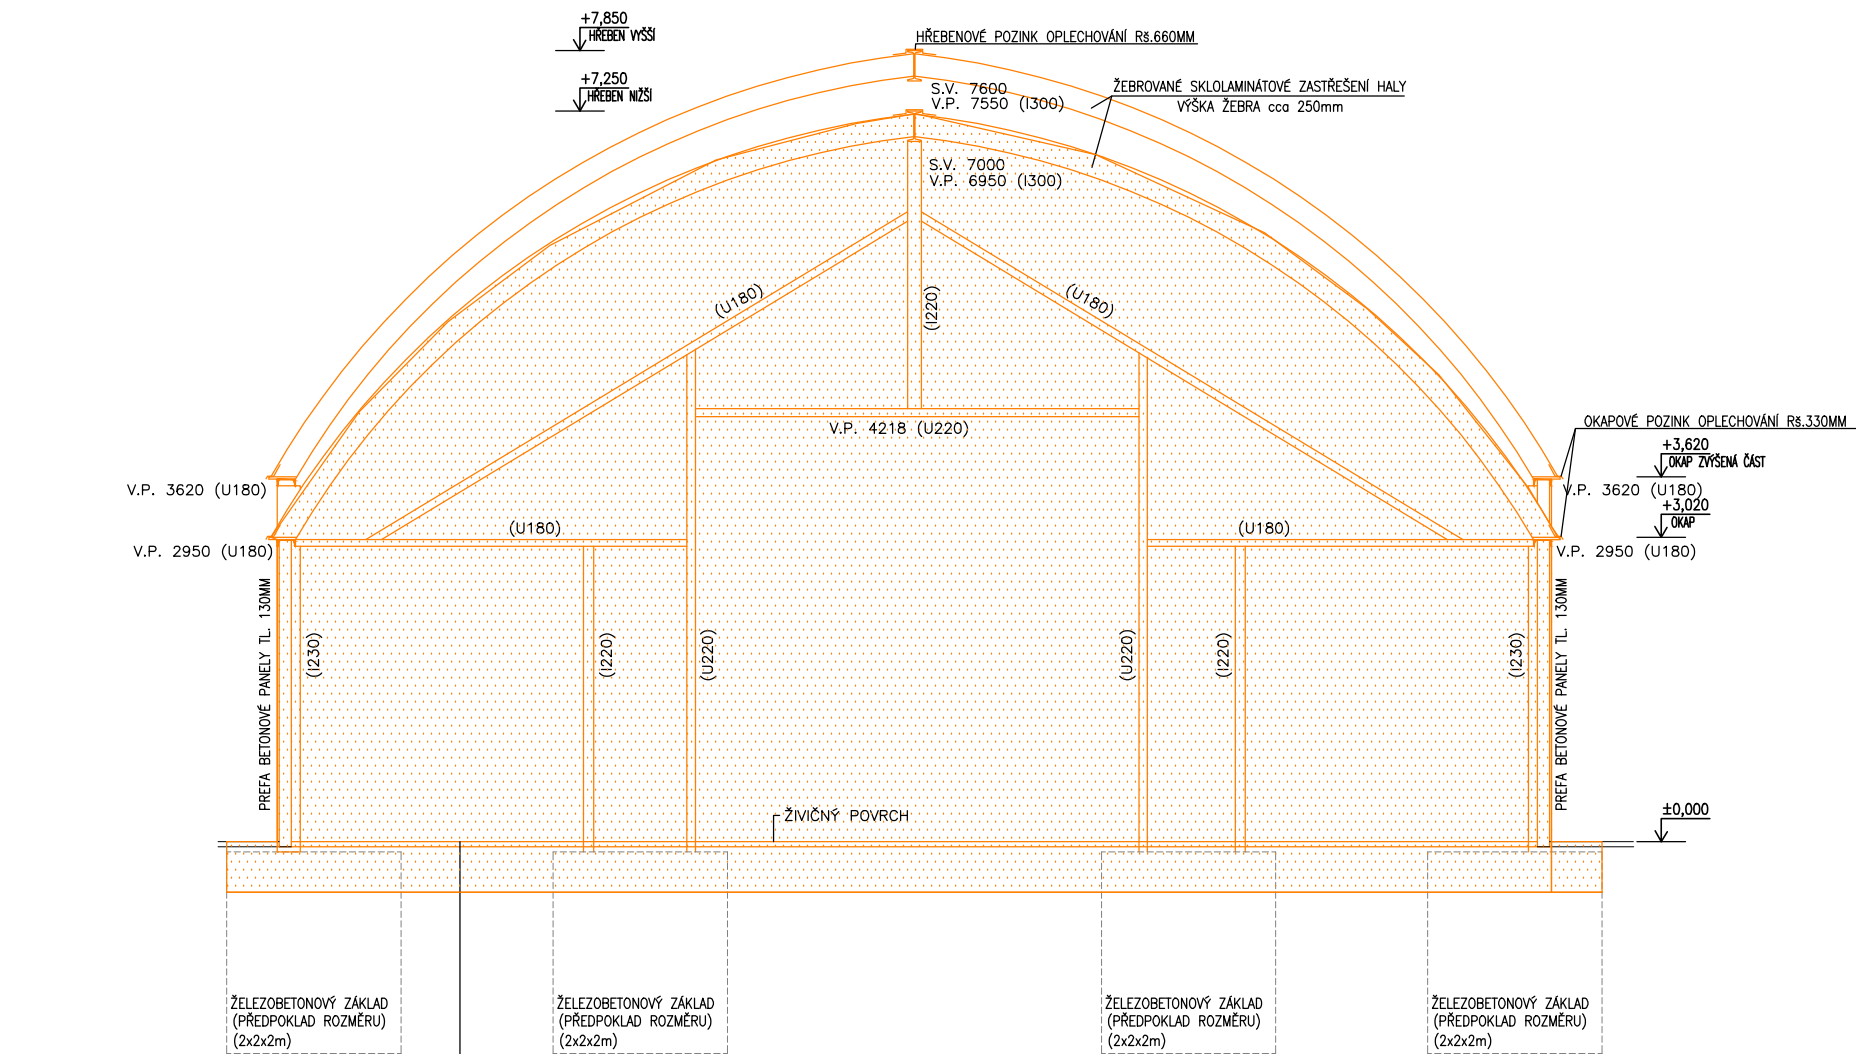 +7,850
HŘEBEN VYŠŠÍ
HŘEBENOVÉ POZINK OPLECHOVÁNÍ Rš.660MM
+7,250
HŘEBEN NIŽŠÍ
S.V. 7600
V.P. 7550 (I300)
ŽEBROVANÉ SKLOLAMINÁTOVÉ ZASTŘEŠENÍ HALY
VÝŠKA ŽEBRA cca 250mm
S.V. 7000
V.P. 6950 (I300)
(U180)
(I220)
(U180)
V.P. 4218 (U220)
OKAPOVÉ POZINK OPLECHOVÁNÍ Rš.330MM
+3,620
OKAP ZVÝŠENÁ ČÁST
V.P. 3620 (U180)
V.P. 3620 (U180)
+3,020
OKAP
(U180)
(U180)
V.P. 2950 (U180)
V.P. 2950 (U180)
PREFA BETONOVÉ PANELY TL. 130MM
(I230)
(I220)
(U220)
(U220)
(I220)
(I230)
PREFA BETONOVÉ PANELY TL. 130MM
ŽIVIČNÝ POVRCH
±0,000
ŽELEZOBETONOVÝ ZÁKLAD
(PŘEDPOKLAD ROZMĚRU)
(2x2x2m)
ŽELEZOBETONOVÝ ZÁKLAD
(PŘEDPOKLAD ROZMĚRU)
(2x2x2m)
ŽELEZOBETONOVÝ ZÁKLAD
(PŘEDPOKLAD ROZMĚRU)
(2x2x2m)
ŽELEZOBETONOVÝ ZÁKLAD
(PŘEDPOKLAD ROZMĚRU)
(2x2x2m)